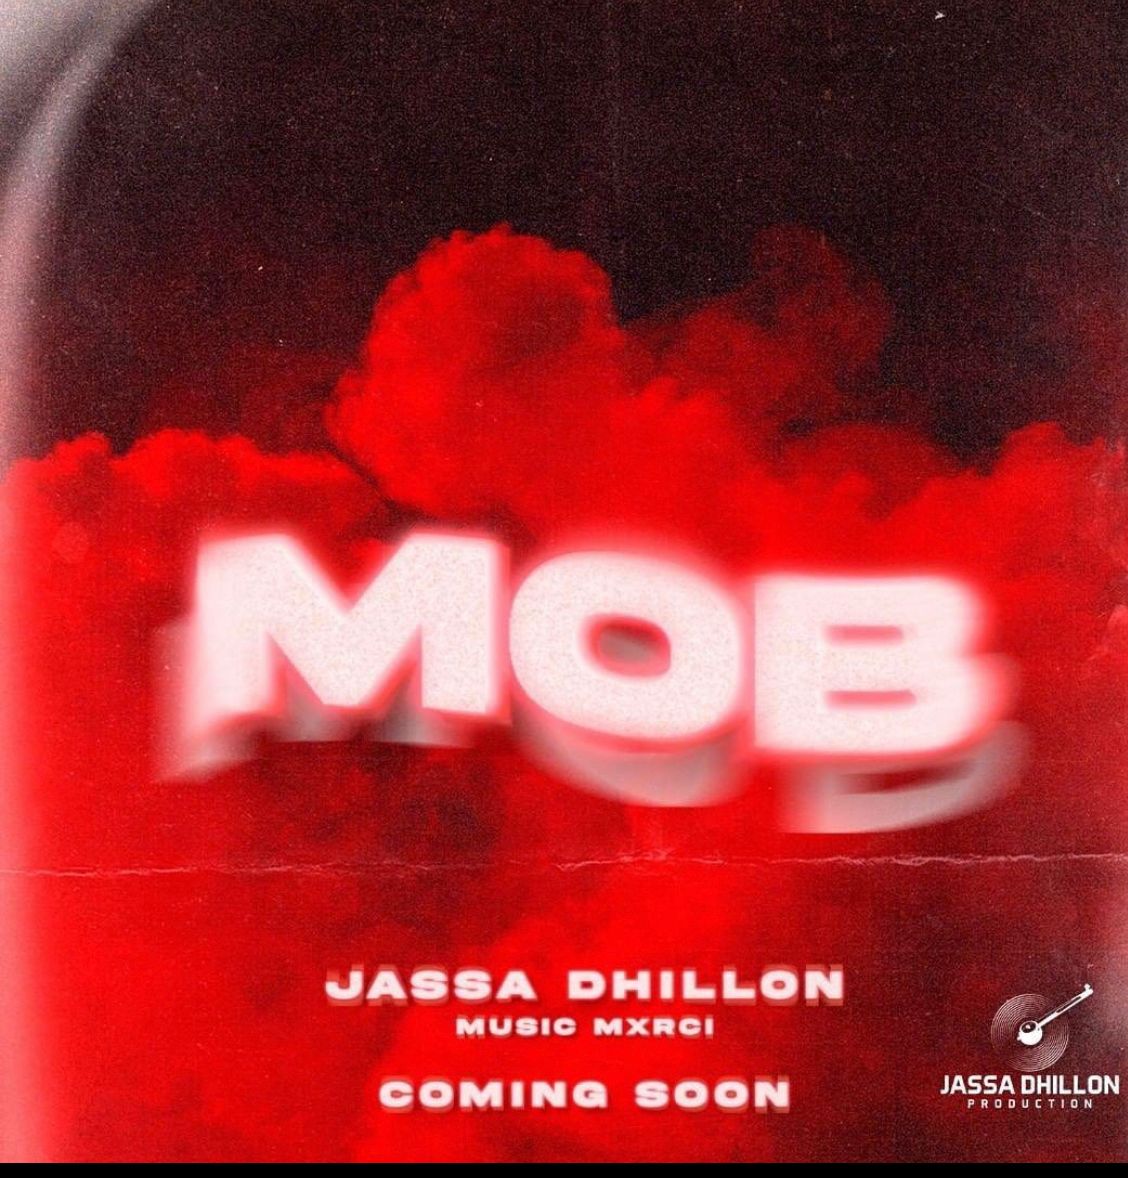 MOB
JASSA DHILLON
MUSIC MXRCI
COMING SOON
JASSA DHILLON
PRODUCTION